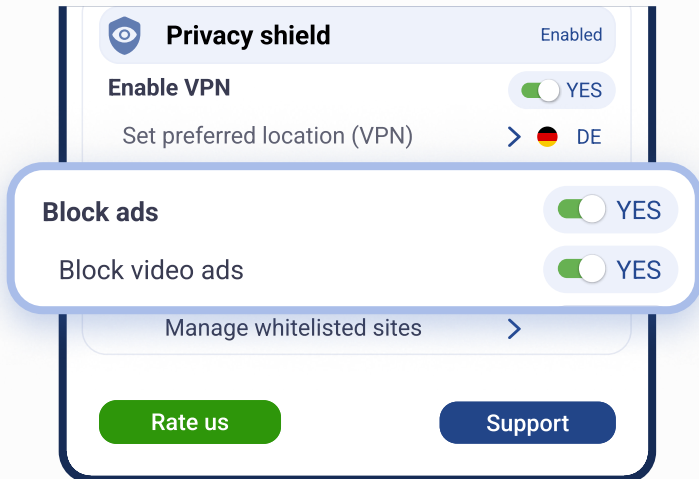 Privacy shield Enabled
Enable VPN YES
Set preferred location (VPN) DE
Block ads YES
Block video ads YES
Manage whitelisted sites
Rate us Support